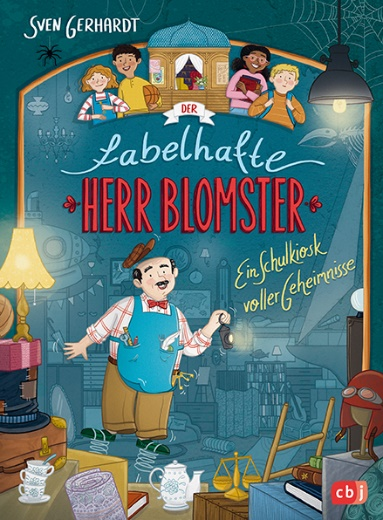 SVEN GERHARDT
DER
fabelhafte
HERR BLOMSTER
Ein Schulkiosk
voller Geheimnisse
cbj